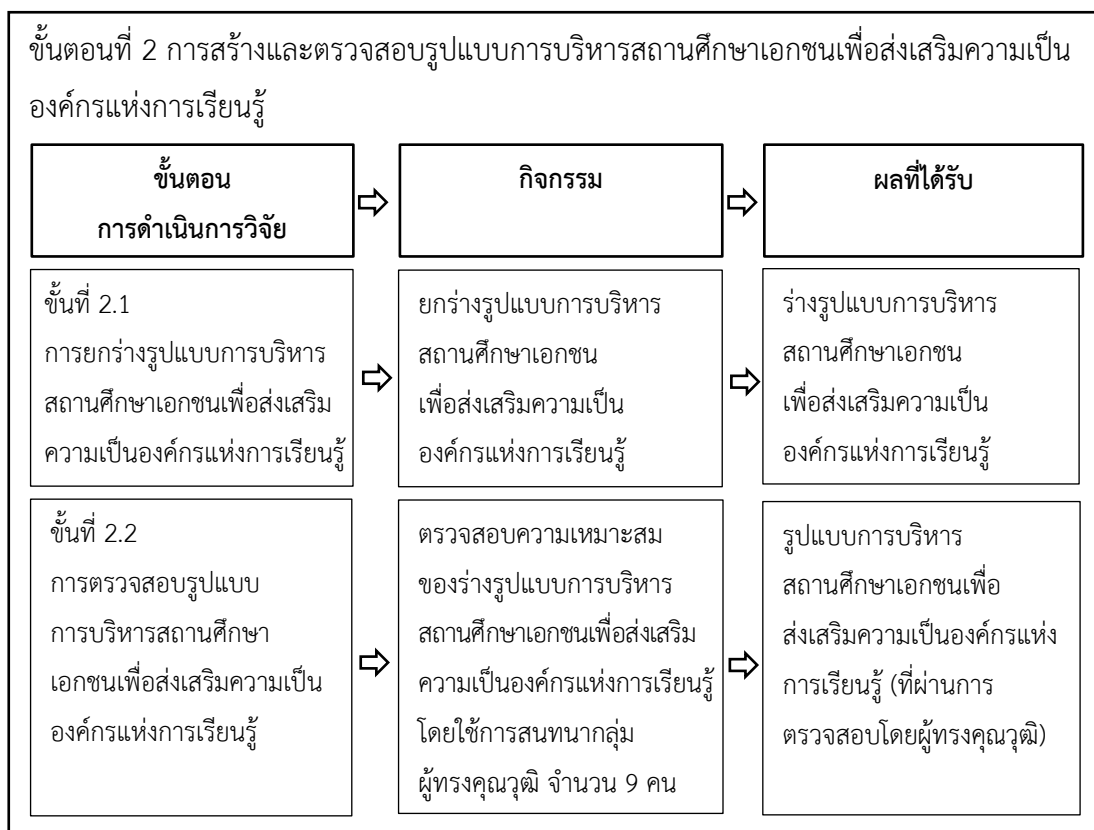 ขั้นตอนที่ 2 การสร้างและตรวจสอบรูปแบบการบริหารสถานศึกษาเอกชนเพื่อส่งเสริมความเป็น
องค์กรแห่งการเรียนรู้
ขั้นตอน
การดำเนินการวิจัย
กิจกรรม
ผลที่ได้รับ
ขั้นที่ 2.1
การยกร่างรูปแบบการบริหาร
สถานศึกษาเอกชนเพื่อส่งเสริม
ความเป็นองค์กรแห่งการเรียนรู้
ยกร่างรูปแบบการบริหาร
สถานศึกษาเอกชน
เพื่อส่งเสริมความเป็น
องค์กรแห่งการเรียนรู้
ร่างรูปแบบการบริหาร
สถานศึกษาเอกชน
เพื่อส่งเสริมความเป็น
องค์กรแห่งการเรียนรู้
ขั้นที่ 2.2
การตรวจสอบรูปแบบ
การบริหารสถานศึกษา
เอกชนเพื่อส่งเสริมความเป็น
องค์กรแห่งการเรียนรู้
ตรวจสอบความเหมาะสม
ของร่างรูปแบบการบริหาร
สถานศึกษาเอกชนเพื่อส่งเสริม
ความเป็นองค์กรแห่งการเรียนรู้
โดยใช้การสนทนากลุ่ม
ผู้ทรงคุณวุฒิ จำนวน 9 คน
รูปแบบการบริหาร
สถานศึกษาเอกชนเพื่อ
ส่งเสริมความเป็นองค์กรแห่ง
การเรียนรู้ (ที่ผ่านการ
ตรวจสอบโดยผู้ทรงคุณวุฒิ)